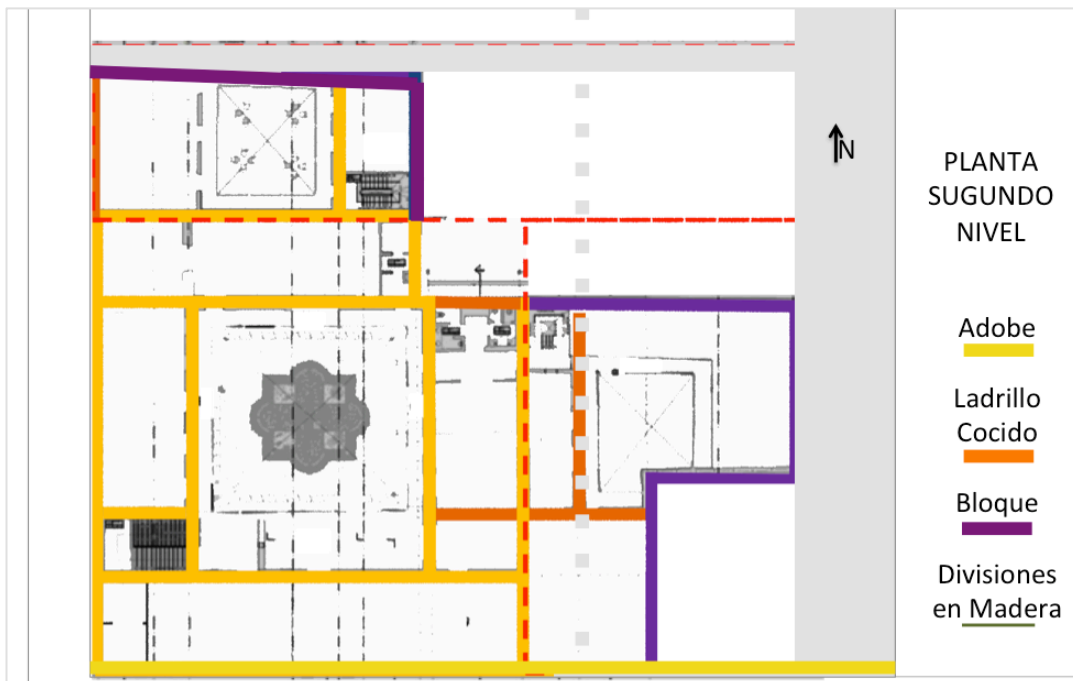 N
PLANTA
SUGUNDO
NIVEL
Adobe
Ladrillo
Cocido
Bloque
Divisiones
en Madera